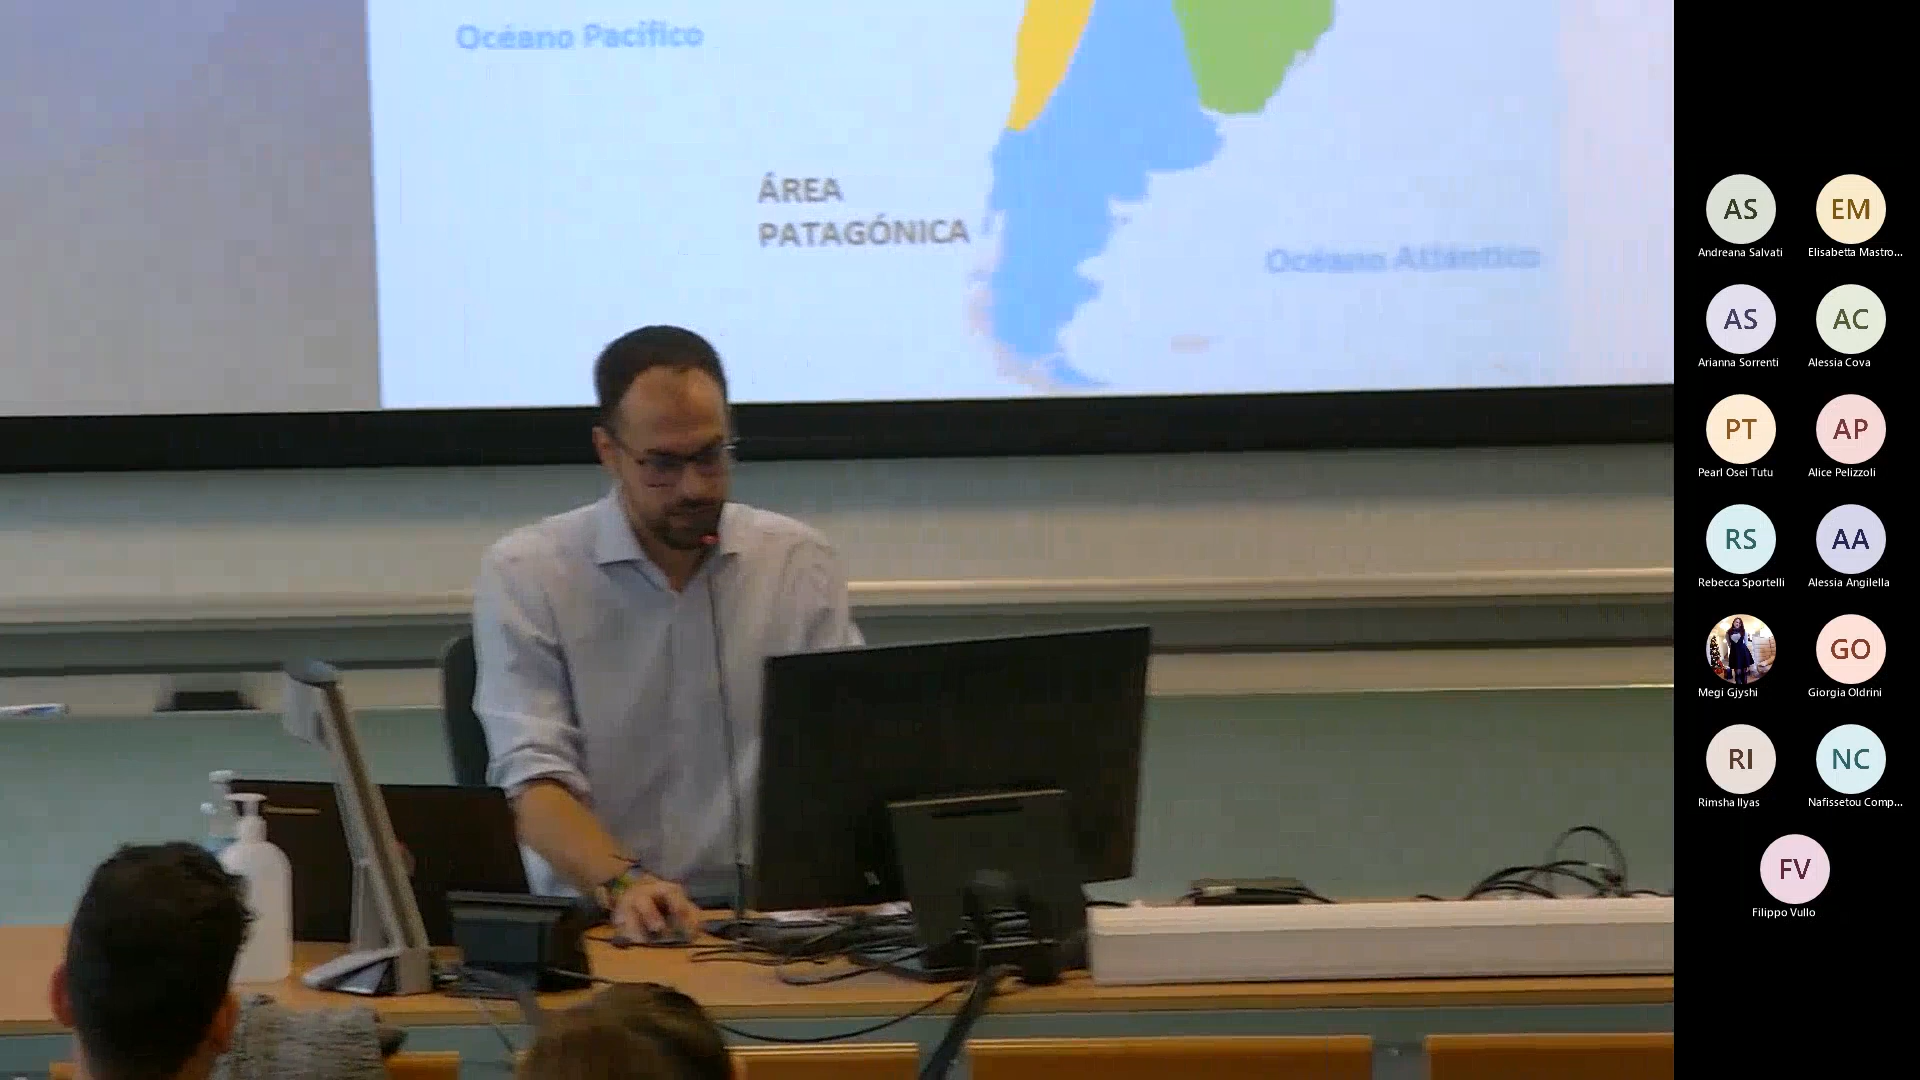 Océano Pacífico
ÁREA
PATAGÓNICA
Océano Atlántico
AS
Andreana Salvati
EM
Elisabetta Mastro...
AS
Arianna Sorrenti
AC
Alessia Cova
PT
Pearl Osei Tutu
AP
Alice Pelizzoli
RS
Rebecca Sportelli
AA
Alessia Angilella
Megi Gjyshi
GO
Giorgia Oldrini
RI
Rimsha Ilyas
NC
Nafissetou Comp...
FV
Filippo Vullo